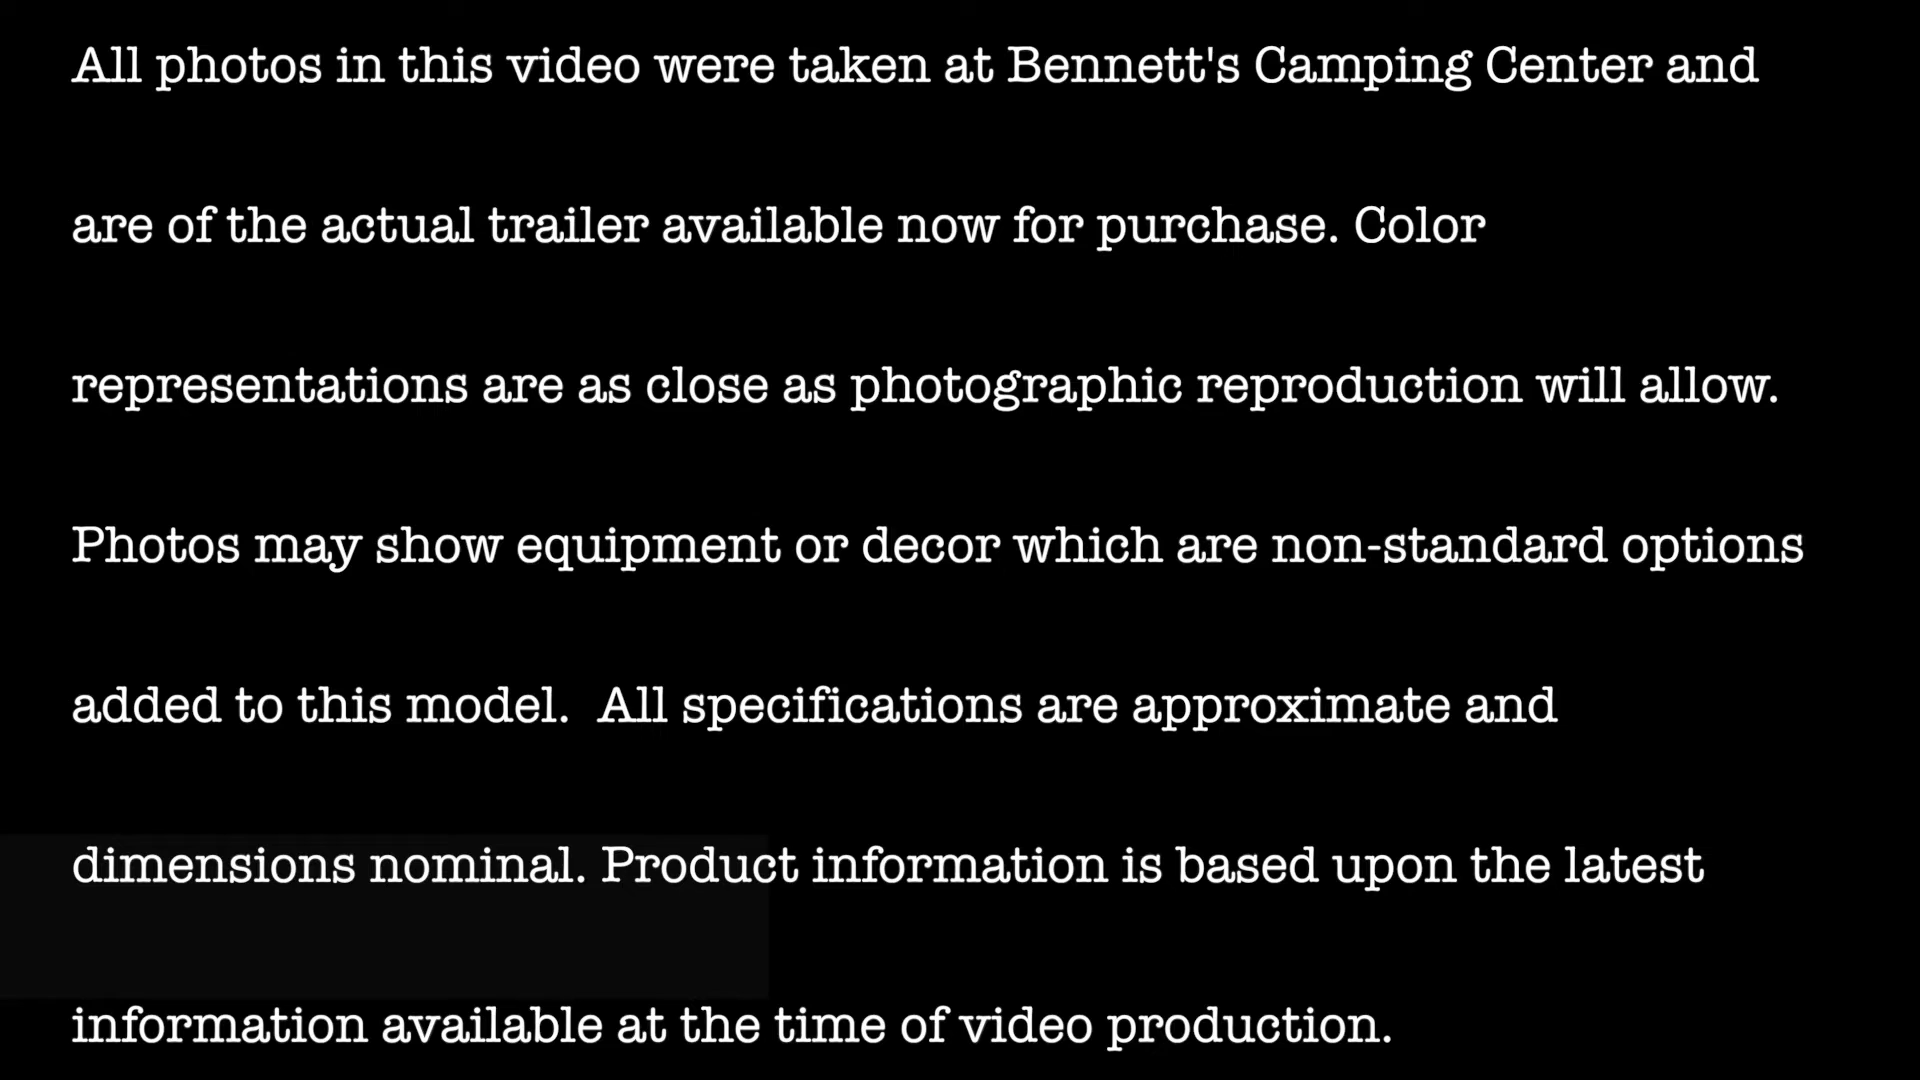 All photos in this video were taken at Bennett's Camping Center and
are of the actual trailer available now for purchase. Color
representations are as close as photographic reproduction will allow.
Photos may show equipment or decor which are non-standard options
added to this model.  All specifications are approximate and
dimensions nominal. Product information is based upon the latest
information available at the time of video production.